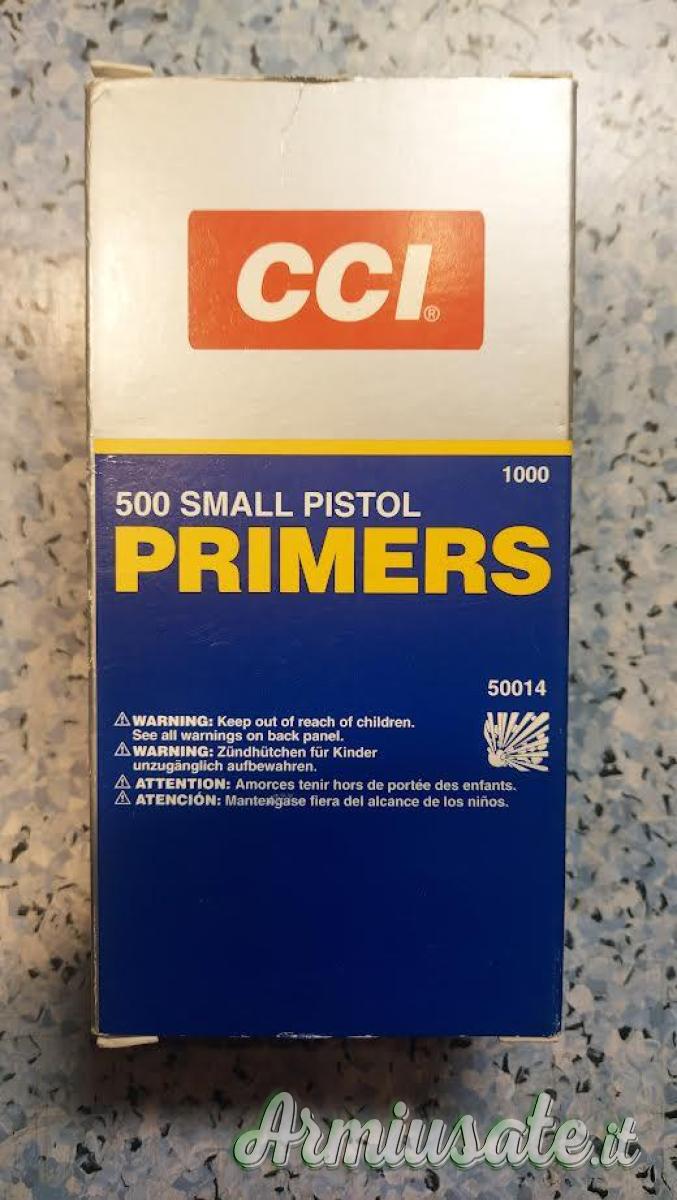 CCI®
1000
500 SMALL PISTOL
PRIMERS
50014
⚠ WARNING: Keep out of reach of children.
See all warnings on back panel.
⚠ WARNING: Zündhütchen für Kinder
unzugänglich aufbewahren.
⚠ ATTENTION: Amorces tenir hors de portée des enfants.
⚠ ATENCIÓN: Mantengase fiera del alcance de los niños.
Armiusate.it